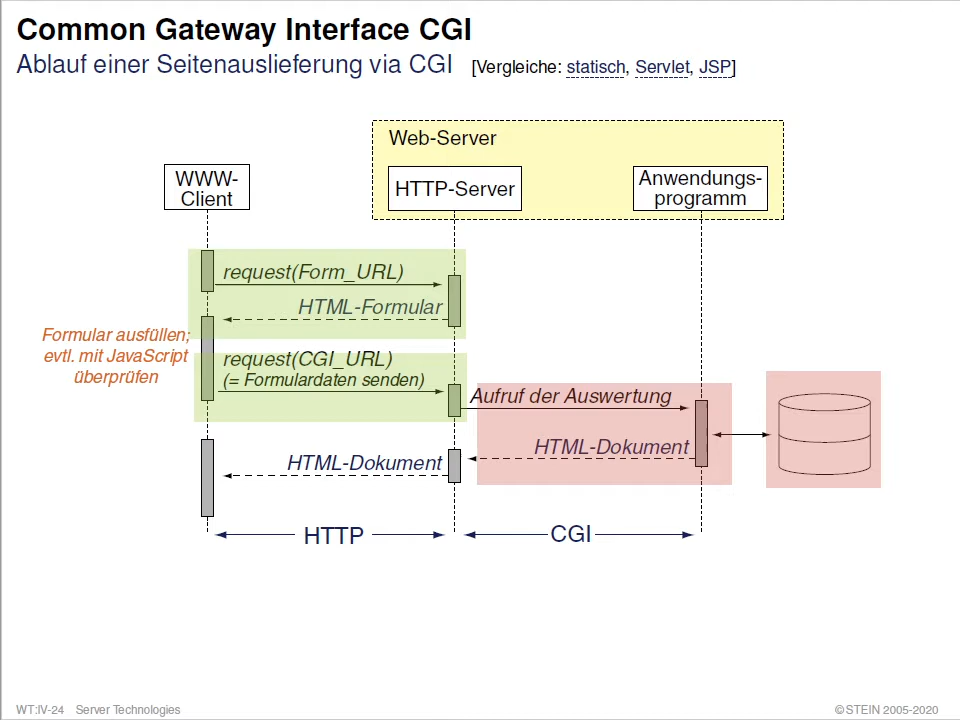 Common Gateway Interface CGI
Ablauf einer Seitenauslieferung via CGI [Vergleiche: statisch, Servlet, JSP]
Web-Server
WWW-
Client
HTTP-Server
Anwendungs-
programm
request(Form_URL)
HTML-Formular
Formular ausfüllen;
evtl. mit JavaScript
überprüfen
request(CGI_URL)
(= Formulardaten senden)
Aufruf der Auswertung
HTML-Dokument
HTML-Dokument
HTTP
CGI
WT:IV-24 Server Technologies
© STEIN 2005-2020